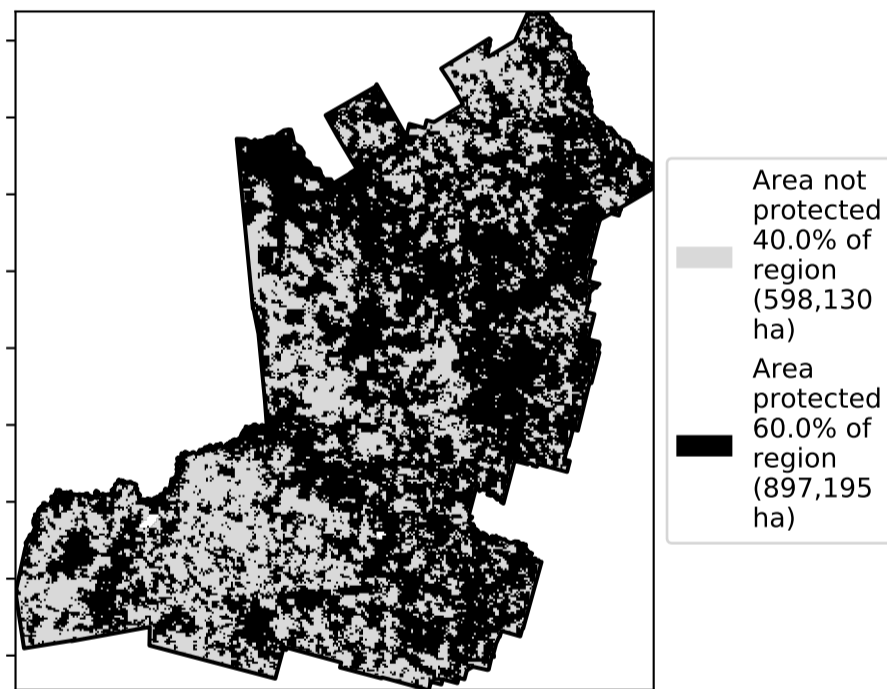 Area not
protected
40.0% of
region
(598,130
ha)
Area
protected
60.0% of
region
(897,195
ha)